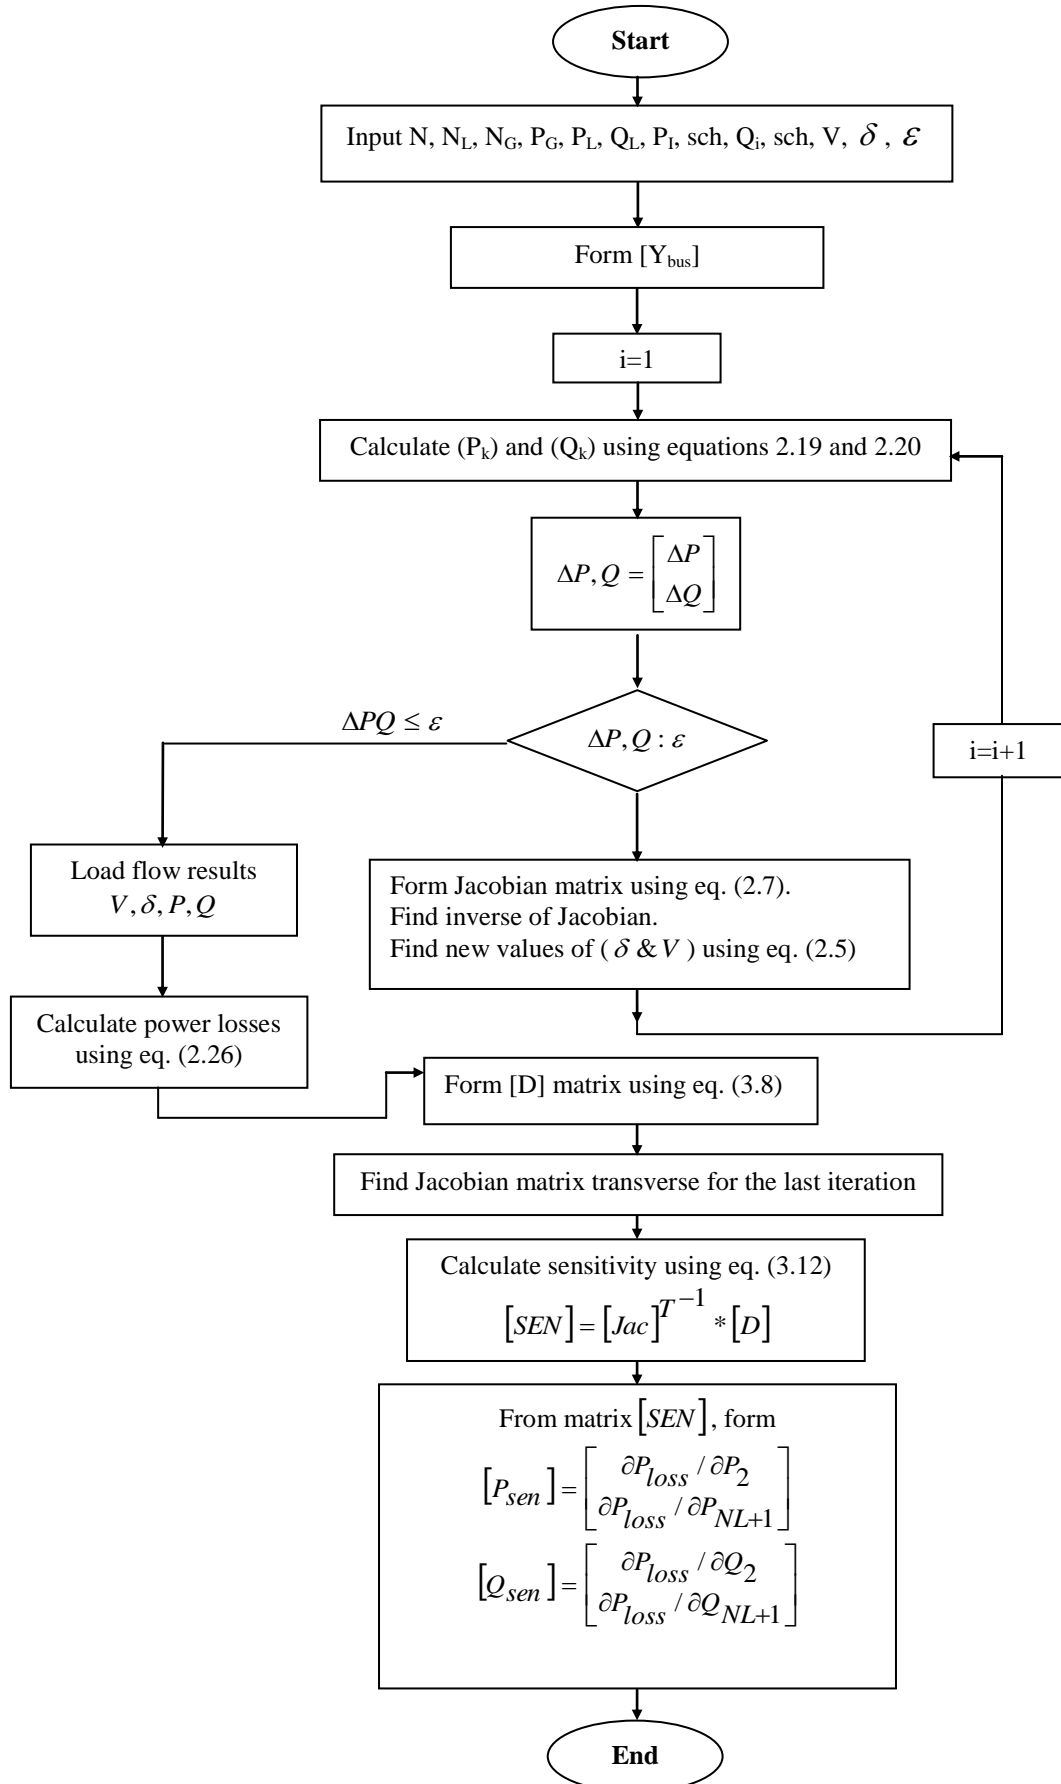 Start
Input N, N_L, N_G, P_G, P_L, Q_L, P_I, sch, Q_i, sch, V, δ, ε
Form [Y_bus]
i=1
Calculate (P_k) and (Q_k) using equations 2.19 and 2.20
ΔP, Q = [ΔP
ΔQ]
ΔPQ ≤ ε
ΔP, Q : ε
i=i+1
Load flow results
V, δ, P, Q
Form Jacobian matrix using eq. (2.7).
Find inverse of Jacobian.
Find new values of (δ & V) using eq. (2.5)
Calculate power losses
using eq. (2.26)
Form [D] matrix using eq. (3.8)
Find Jacobian matrix transverse for the last iteration
Calculate sensitivity using eq. (3.12)
[SEN] = [Jac]^T^-1 * [D]
From matrix [SEN], form
[P_sen] = [∂P_loss / ∂P_2
∂P_loss / ∂P_NL+1]
[Q_sen] = [∂P_loss / ∂Q_2
∂P_loss / ∂Q_NL+1]
End